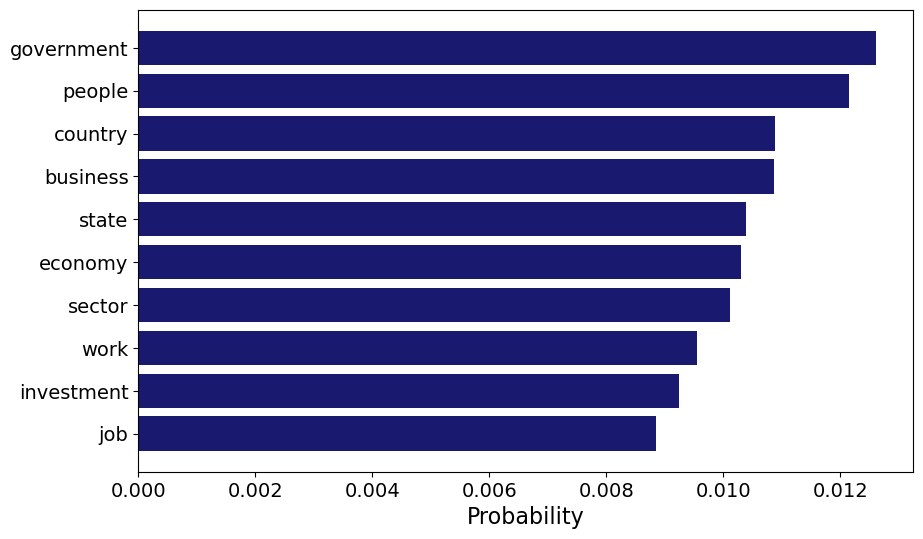 government
people
country
business
state
economy
sector
work
investment
job
0.000 0.002 0.004 0.006 0.008 0.010 0.012
Probability